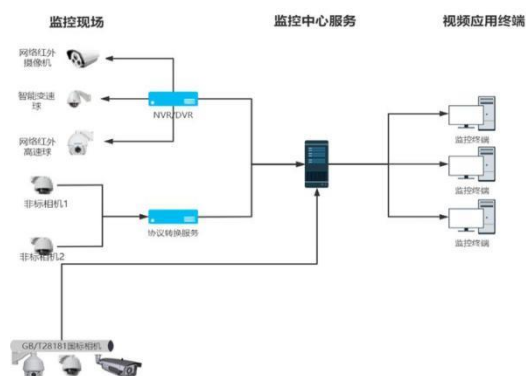 监控现场
监控中心服务
视频应用终端
网络红外
摄像机
智能变速
球
NVR/DVR
网络红外
高速球
监控终端
监控终端
监控终端
非标相机1
协议转换服务
非标相机2
GB/T28181国标相机